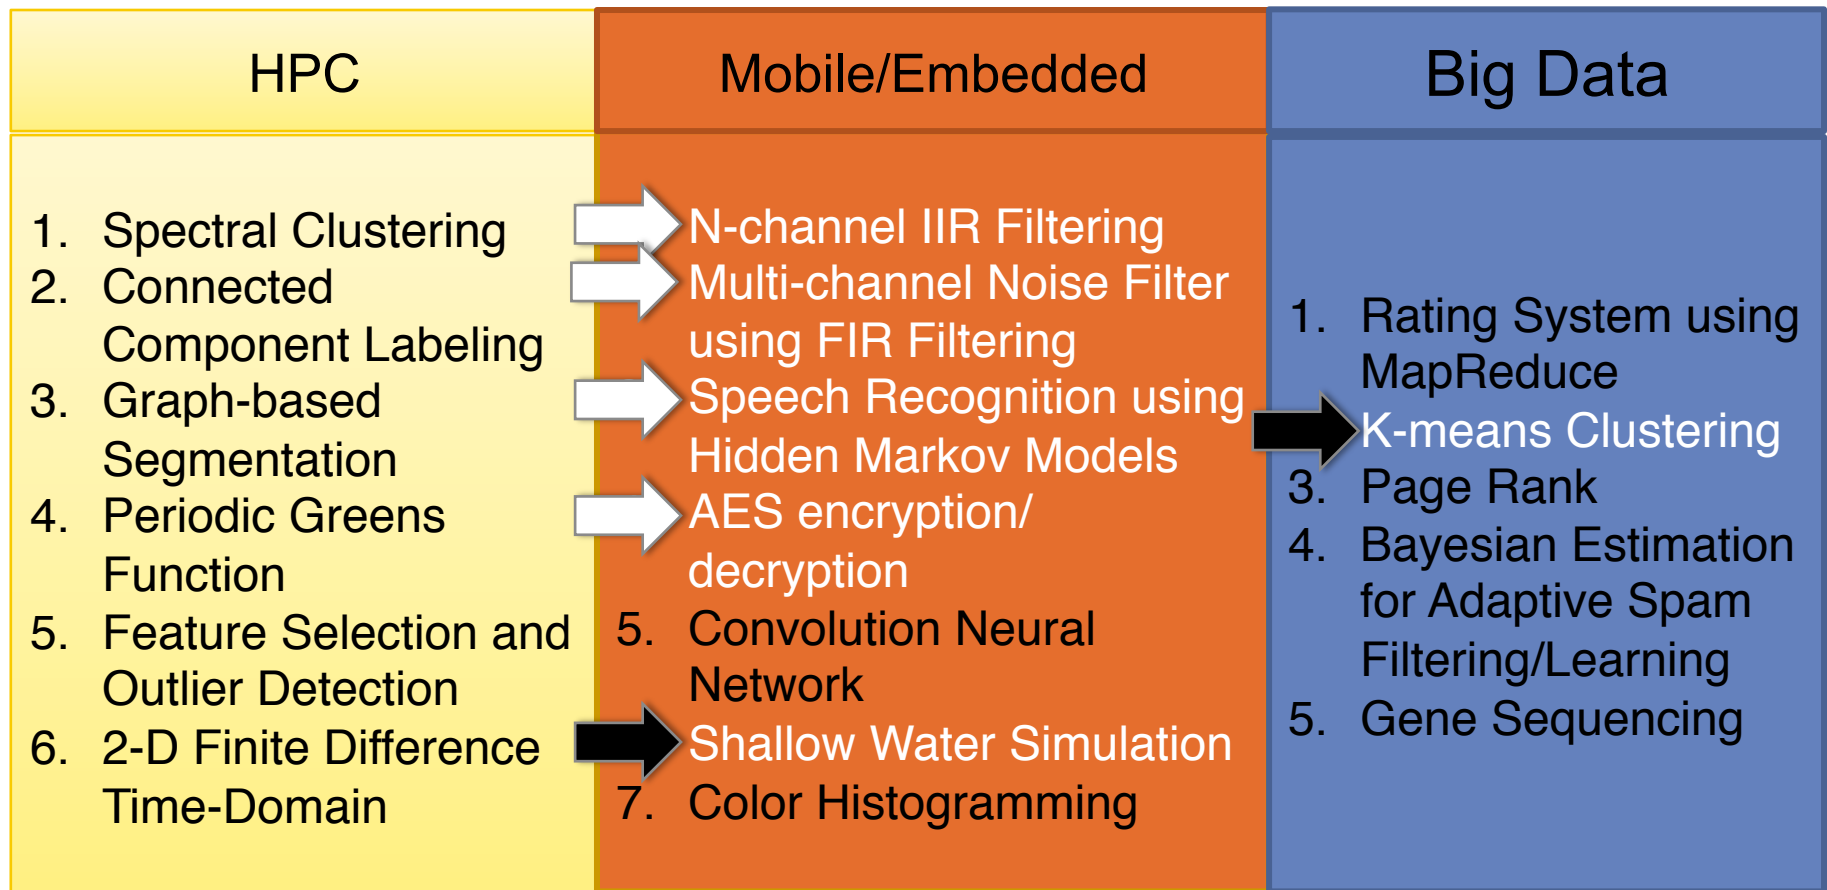 HPC
Mobile/Embedded
Big Data
1. Spectral Clustering
2. Connected
Component Labeling
3. Graph-based
Segmentation
4. Periodic Greens
Function
5. Feature Selection and
Outlier Detection
6. 2-D Finite Difference
Time-Domain
N-channel IIR Filtering
Multi-channel Noise Filter
using FIR Filtering
Speech Recognition using
Hidden Markov Models
AES encryption/
decryption
5. Convolution Neural
Network
Shallow Water Simulation
7. Color Histogramming
1. Rating System using
MapReduce
K-means Clustering
3. Page Rank
4. Bayesian Estimation
for Adaptive Spam
Filtering/Learning
5. Gene Sequencing